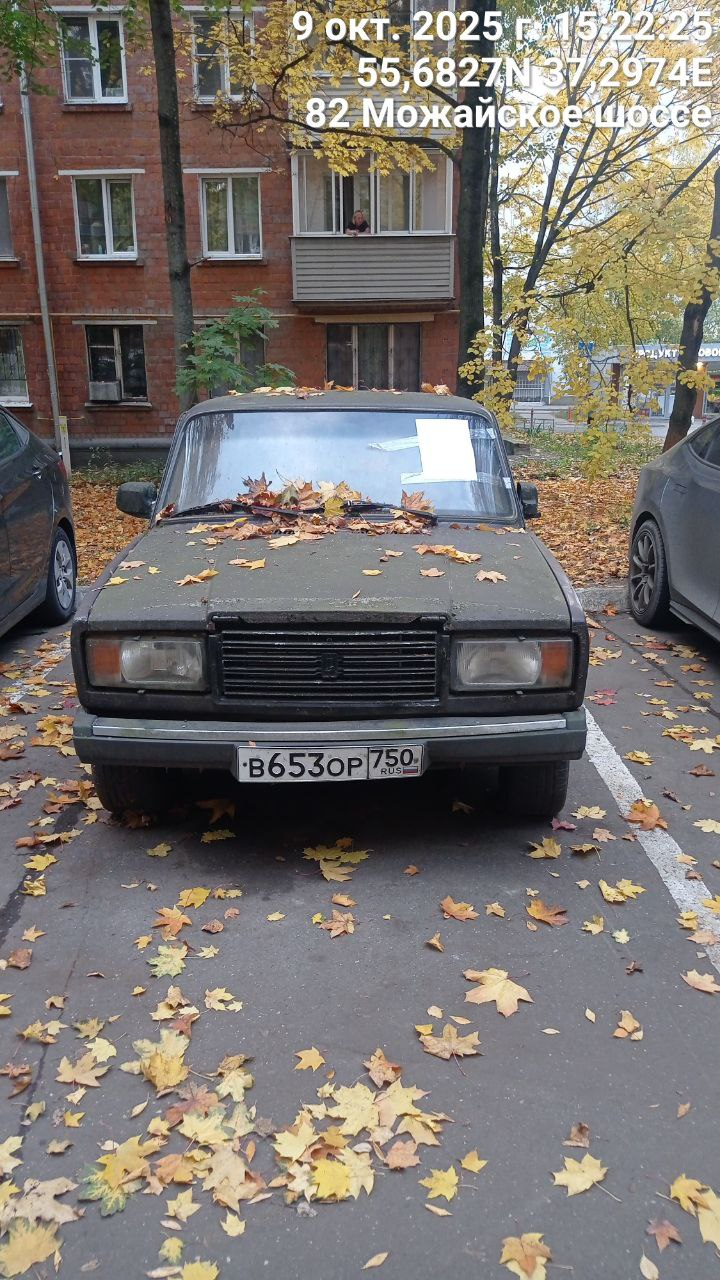 9 окт. 2025 г. 15:22:25
55,6827N 37,2974E
82 Можайское шоссе
В653ОР 750
RUS